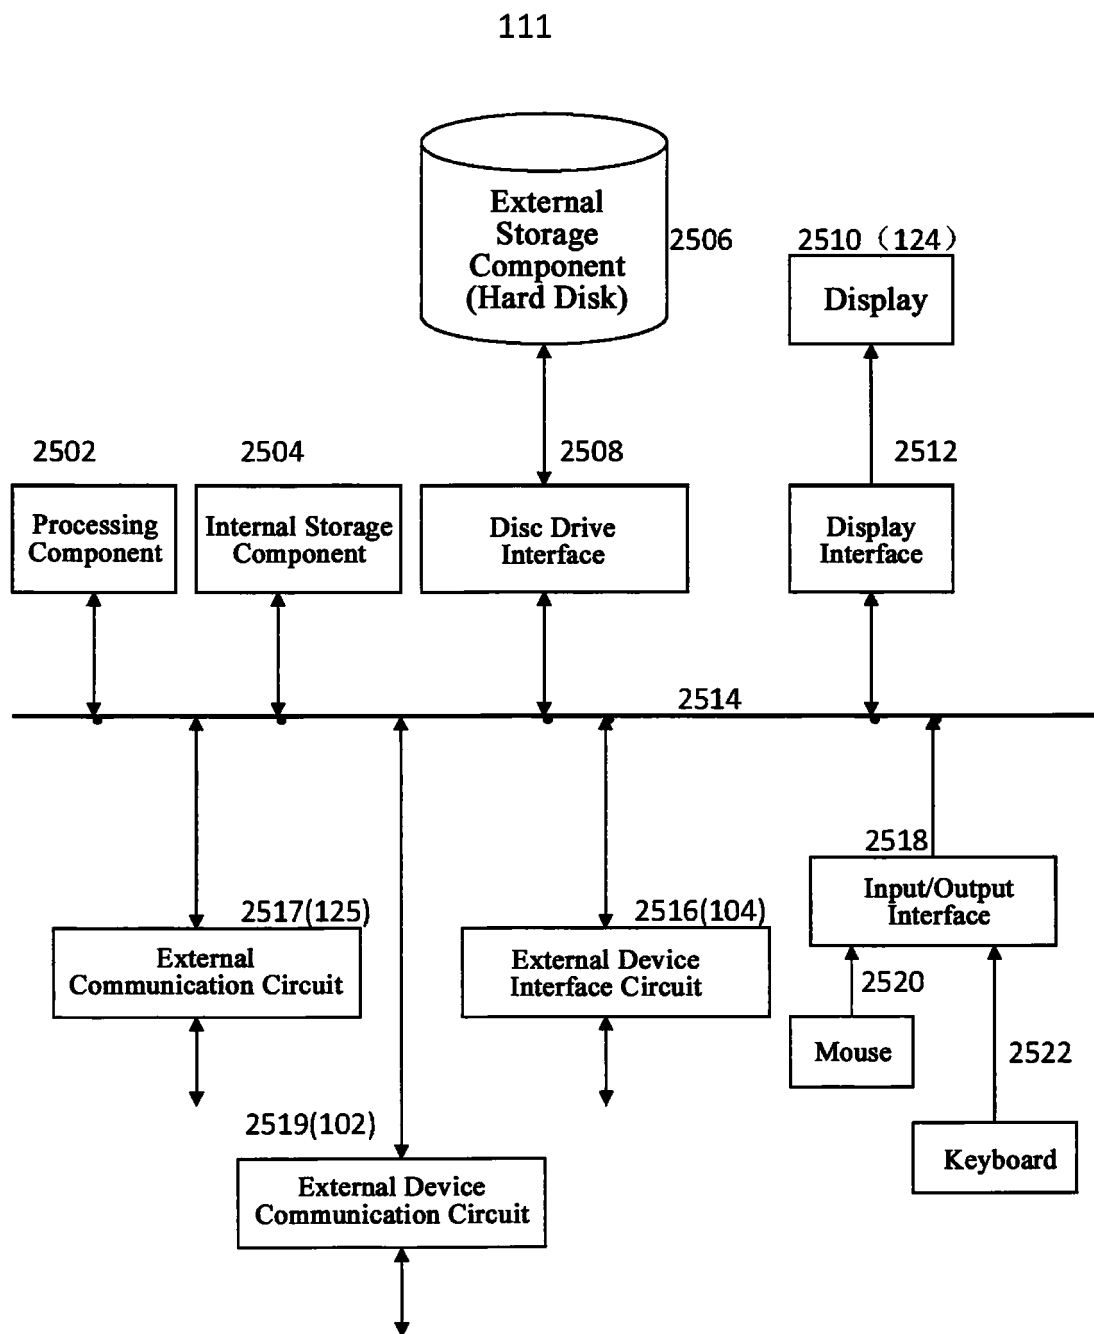 111
External
Storage
Component
(Hard Disk)
2506
2510（124）
Display
2502
2504
2508
2512
Processing
Component
Internal Storage
Component
Disc Drive
Interface
Display
Interface
2514
2518
Input/Output
Interface
2517(125)
External
Communication Circuit
2516(104)
External Device
Interface Circuit
2520
Mouse
2522
2519(102)
Keyboard
External Device
Communication Circuit